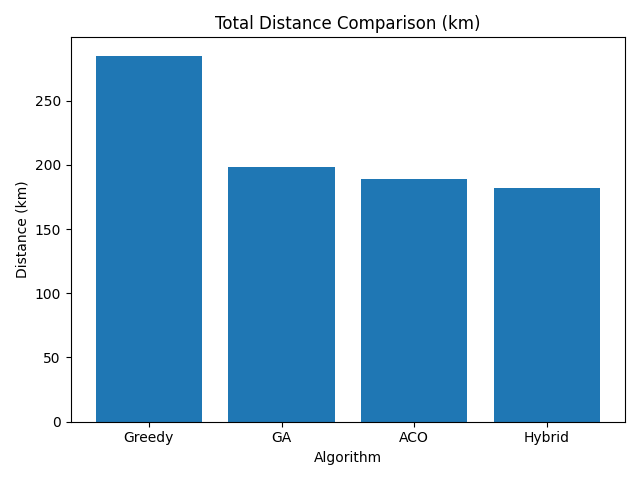 Total Distance Comparison (km)
Distance (km)
250
200
150
100
50
0
Greedy GA ACO Hybrid
Algorithm